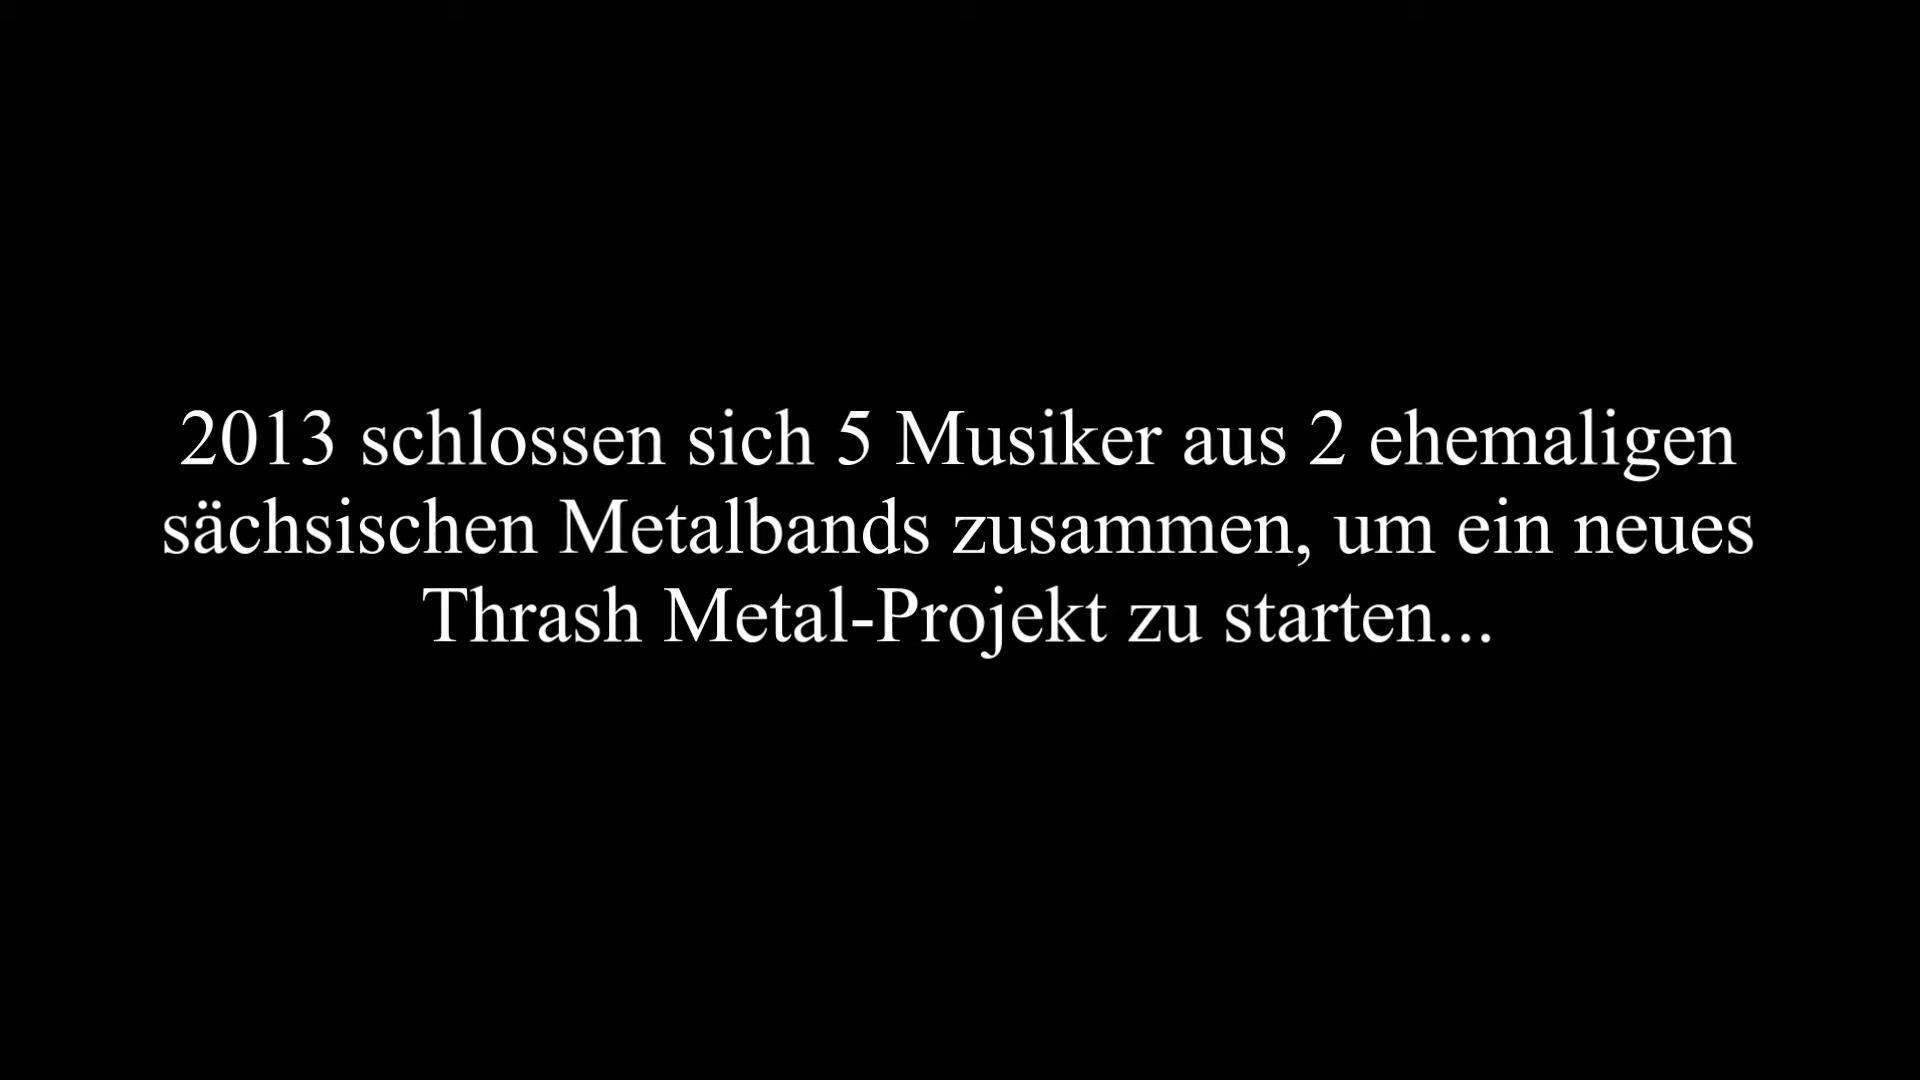 2013 schlossen sich 5 Musiker aus 2 ehemaligen
sächsischen Metalbands zusammen, um ein neues
Thrash Metal-Projekt zu starten...